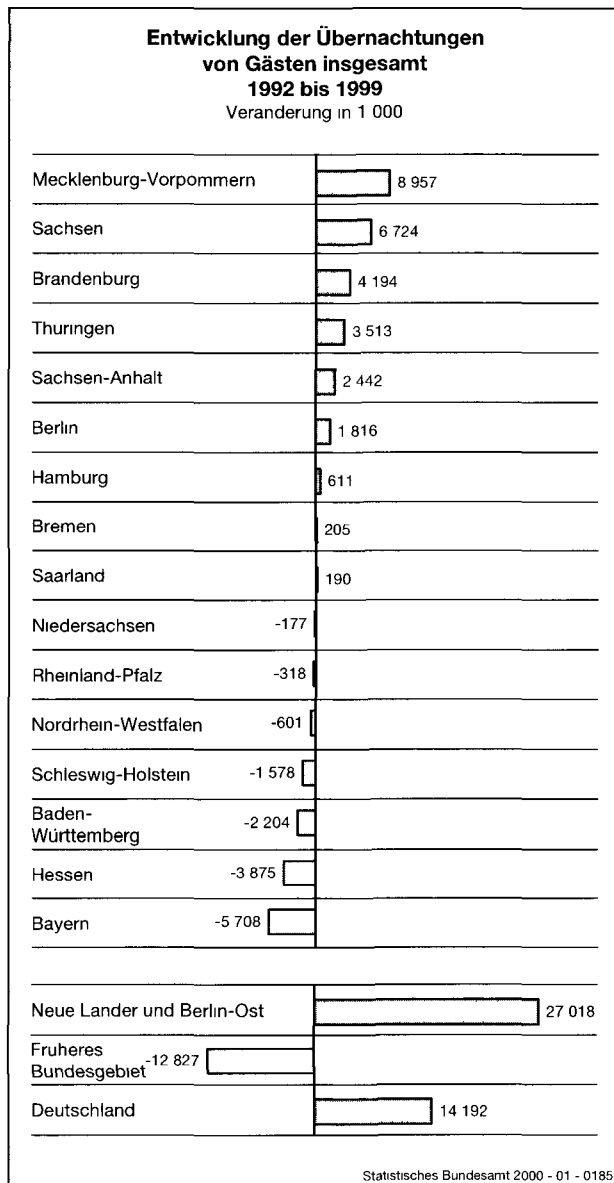 Entwicklung der Übernachtungen
von Gästen insgesamt
1992 bis 1999
Veranderung in 1 000
Mecklenburg-Vorpommern 8 957
Sachsen 6 724
Brandenburg 4 194
Thuringen 3 513
Sachsen-Anhalt 2 442
Berlin 1 816
Hamburg 611
Bremen 205
Saarland 190
Niedersachsen -177
Rheinland-Pfalz -318
Nordrhein-Westfalen -601
Schleswig-Holstein -1 578
Baden-
Württemberg -2 204
Hessen -3 875
Bayern -5 708
Neue Lander und Berlin-Ost 27 018
Fruheres
Bundesgebiet -12 827
Deutschland 14 192
Statistisches Bundesamt 2000 - 01 - 0185